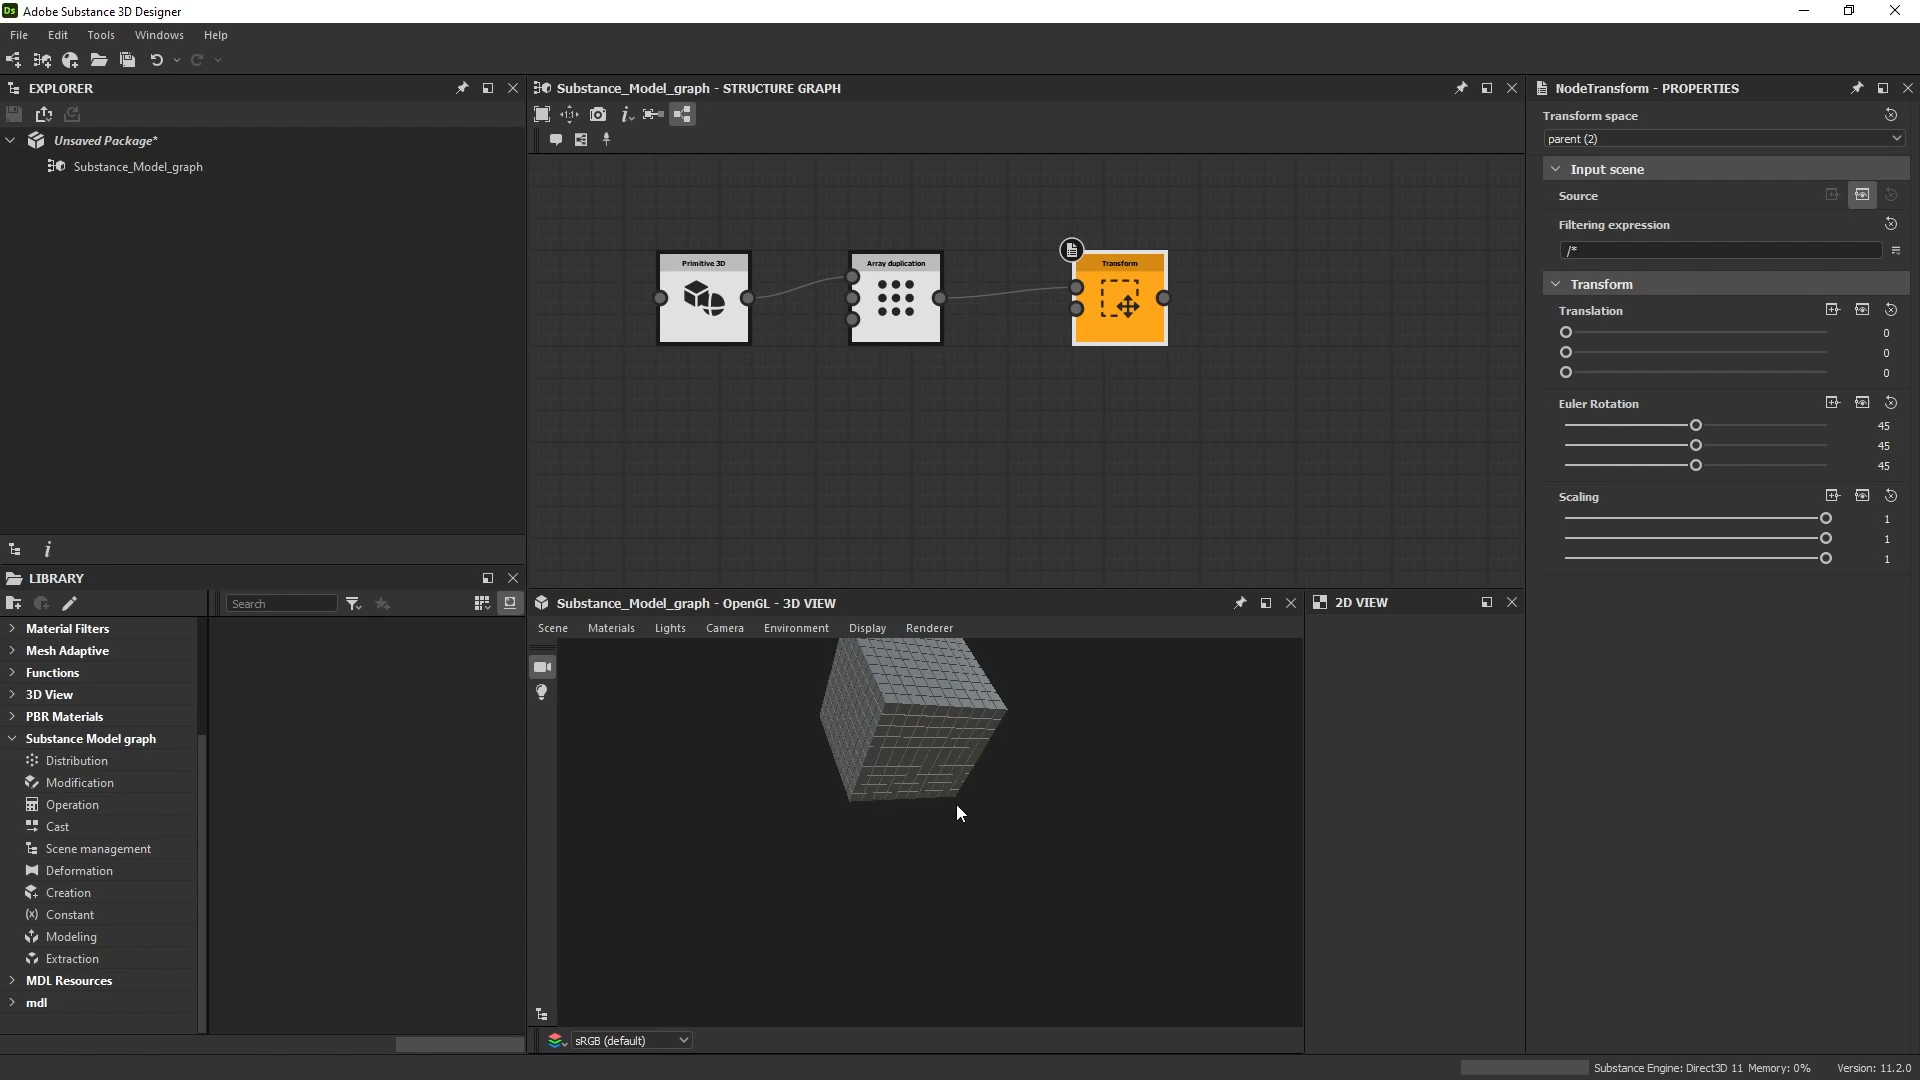 Ds Adobe Substance 3D Designer
File Edit Tools Windows Help
EXPLORER
Unsaved Package*
Substance_Model_graph
LIBRARY
Search
Material Filters
Mesh Adaptive
Functions
3D View
PBR Materials
Substance Model graph
Distribution
Modification
Operation
Cast
Scene management
Deformation
Creation
Constant
Modeling
Extraction
MDL Resources
mdl
Substance_Model_graph - STRUCTURE GRAPH
Primitive 3D
Array duplication
Transform
Substance_Model_graph - OpenGL - 3D VIEW
Scene Materials Lights Camera Environment Display Renderer
sRGB (default)
2D VIEW
NodeTransform - PROPERTIES
Transform space
parent (2)
Input scene
Source
Filtering expression
/*
Transform
Translation
0
0
0
Euler Rotation
45
45
45
Scaling
1
1
1
Substance Engine: Direct3D 11 Memory: 0% Version: 11.2.0